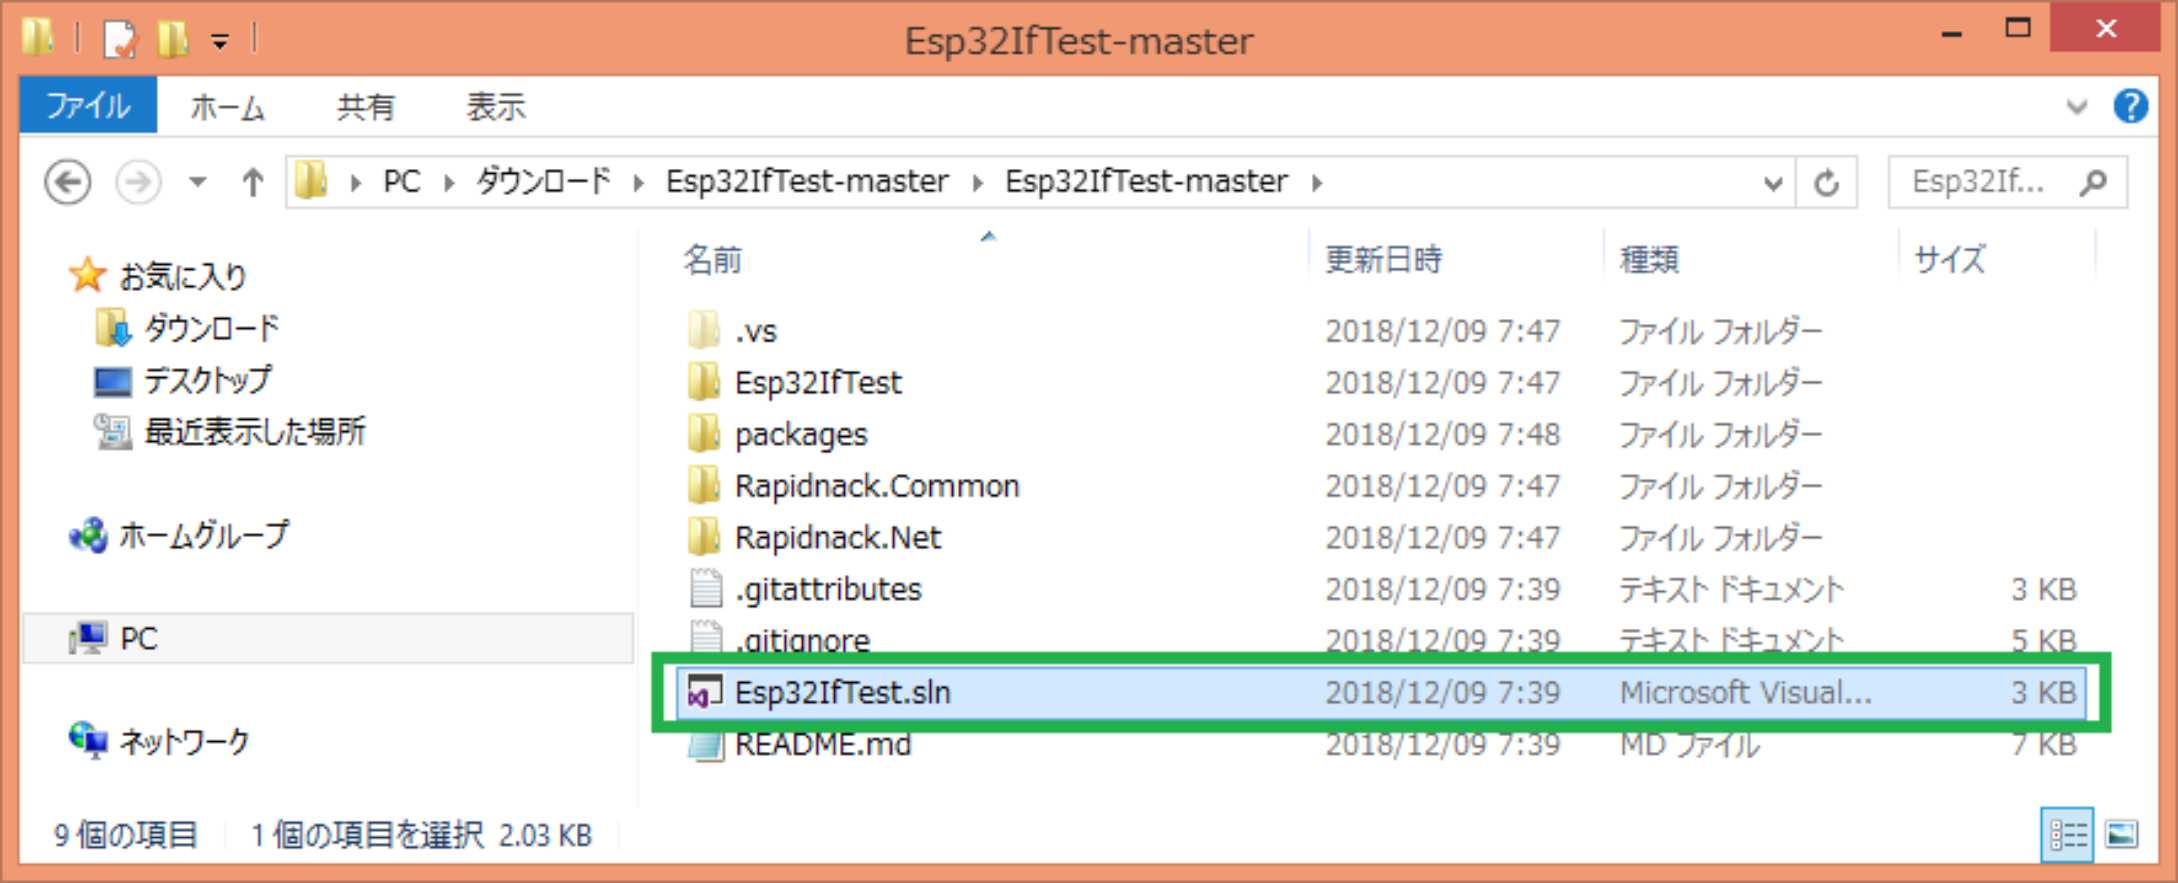 Esp32IfTest-master
ファイル ホーム 共有 表示
PC ダウンロード Esp32IfTest-master Esp32IfTest-master Esp32If...
名前 更新日時 種類 サイズ
お気に入り
ダウンロード
デスクトップ
最近表示した場所
ホームグループ
PC
ネットワーク
.vs 2018/12/09 7:47 ファイル フォルダー
Esp32IfTest 2018/12/09 7:47 ファイル フォルダー
packages 2018/12/09 7:48 ファイル フォルダー
Rapidnack.Common 2018/12/09 7:47 ファイル フォルダー
Rapidnack.Net 2018/12/09 7:47 ファイル フォルダー
.gitattributes 2018/12/09 7:39 テキスト ドキュメント 3 KB
.gitignore 2018/12/09 7:39 テキスト ドキュメント 5 KB
Esp32IfTest.sln 2018/12/09 7:39 Microsoft Visual... 3 KB
README.md 2018/12/09 7:39 MD ファイル 7 KB
9 個の項目 1 個の項目を選択 2.03 KB